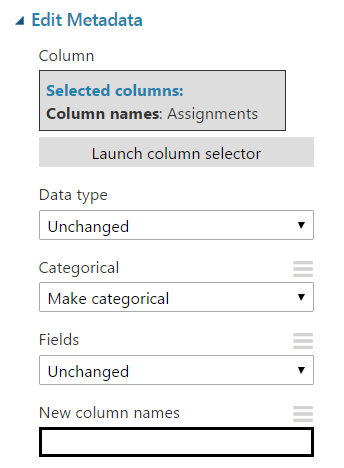 Edit Metadata
Column
Selected columns:
Column names: Assignments
Launch column selector
Data type
Unchanged
Categorical
Make categorical
Fields
Unchanged
New column names